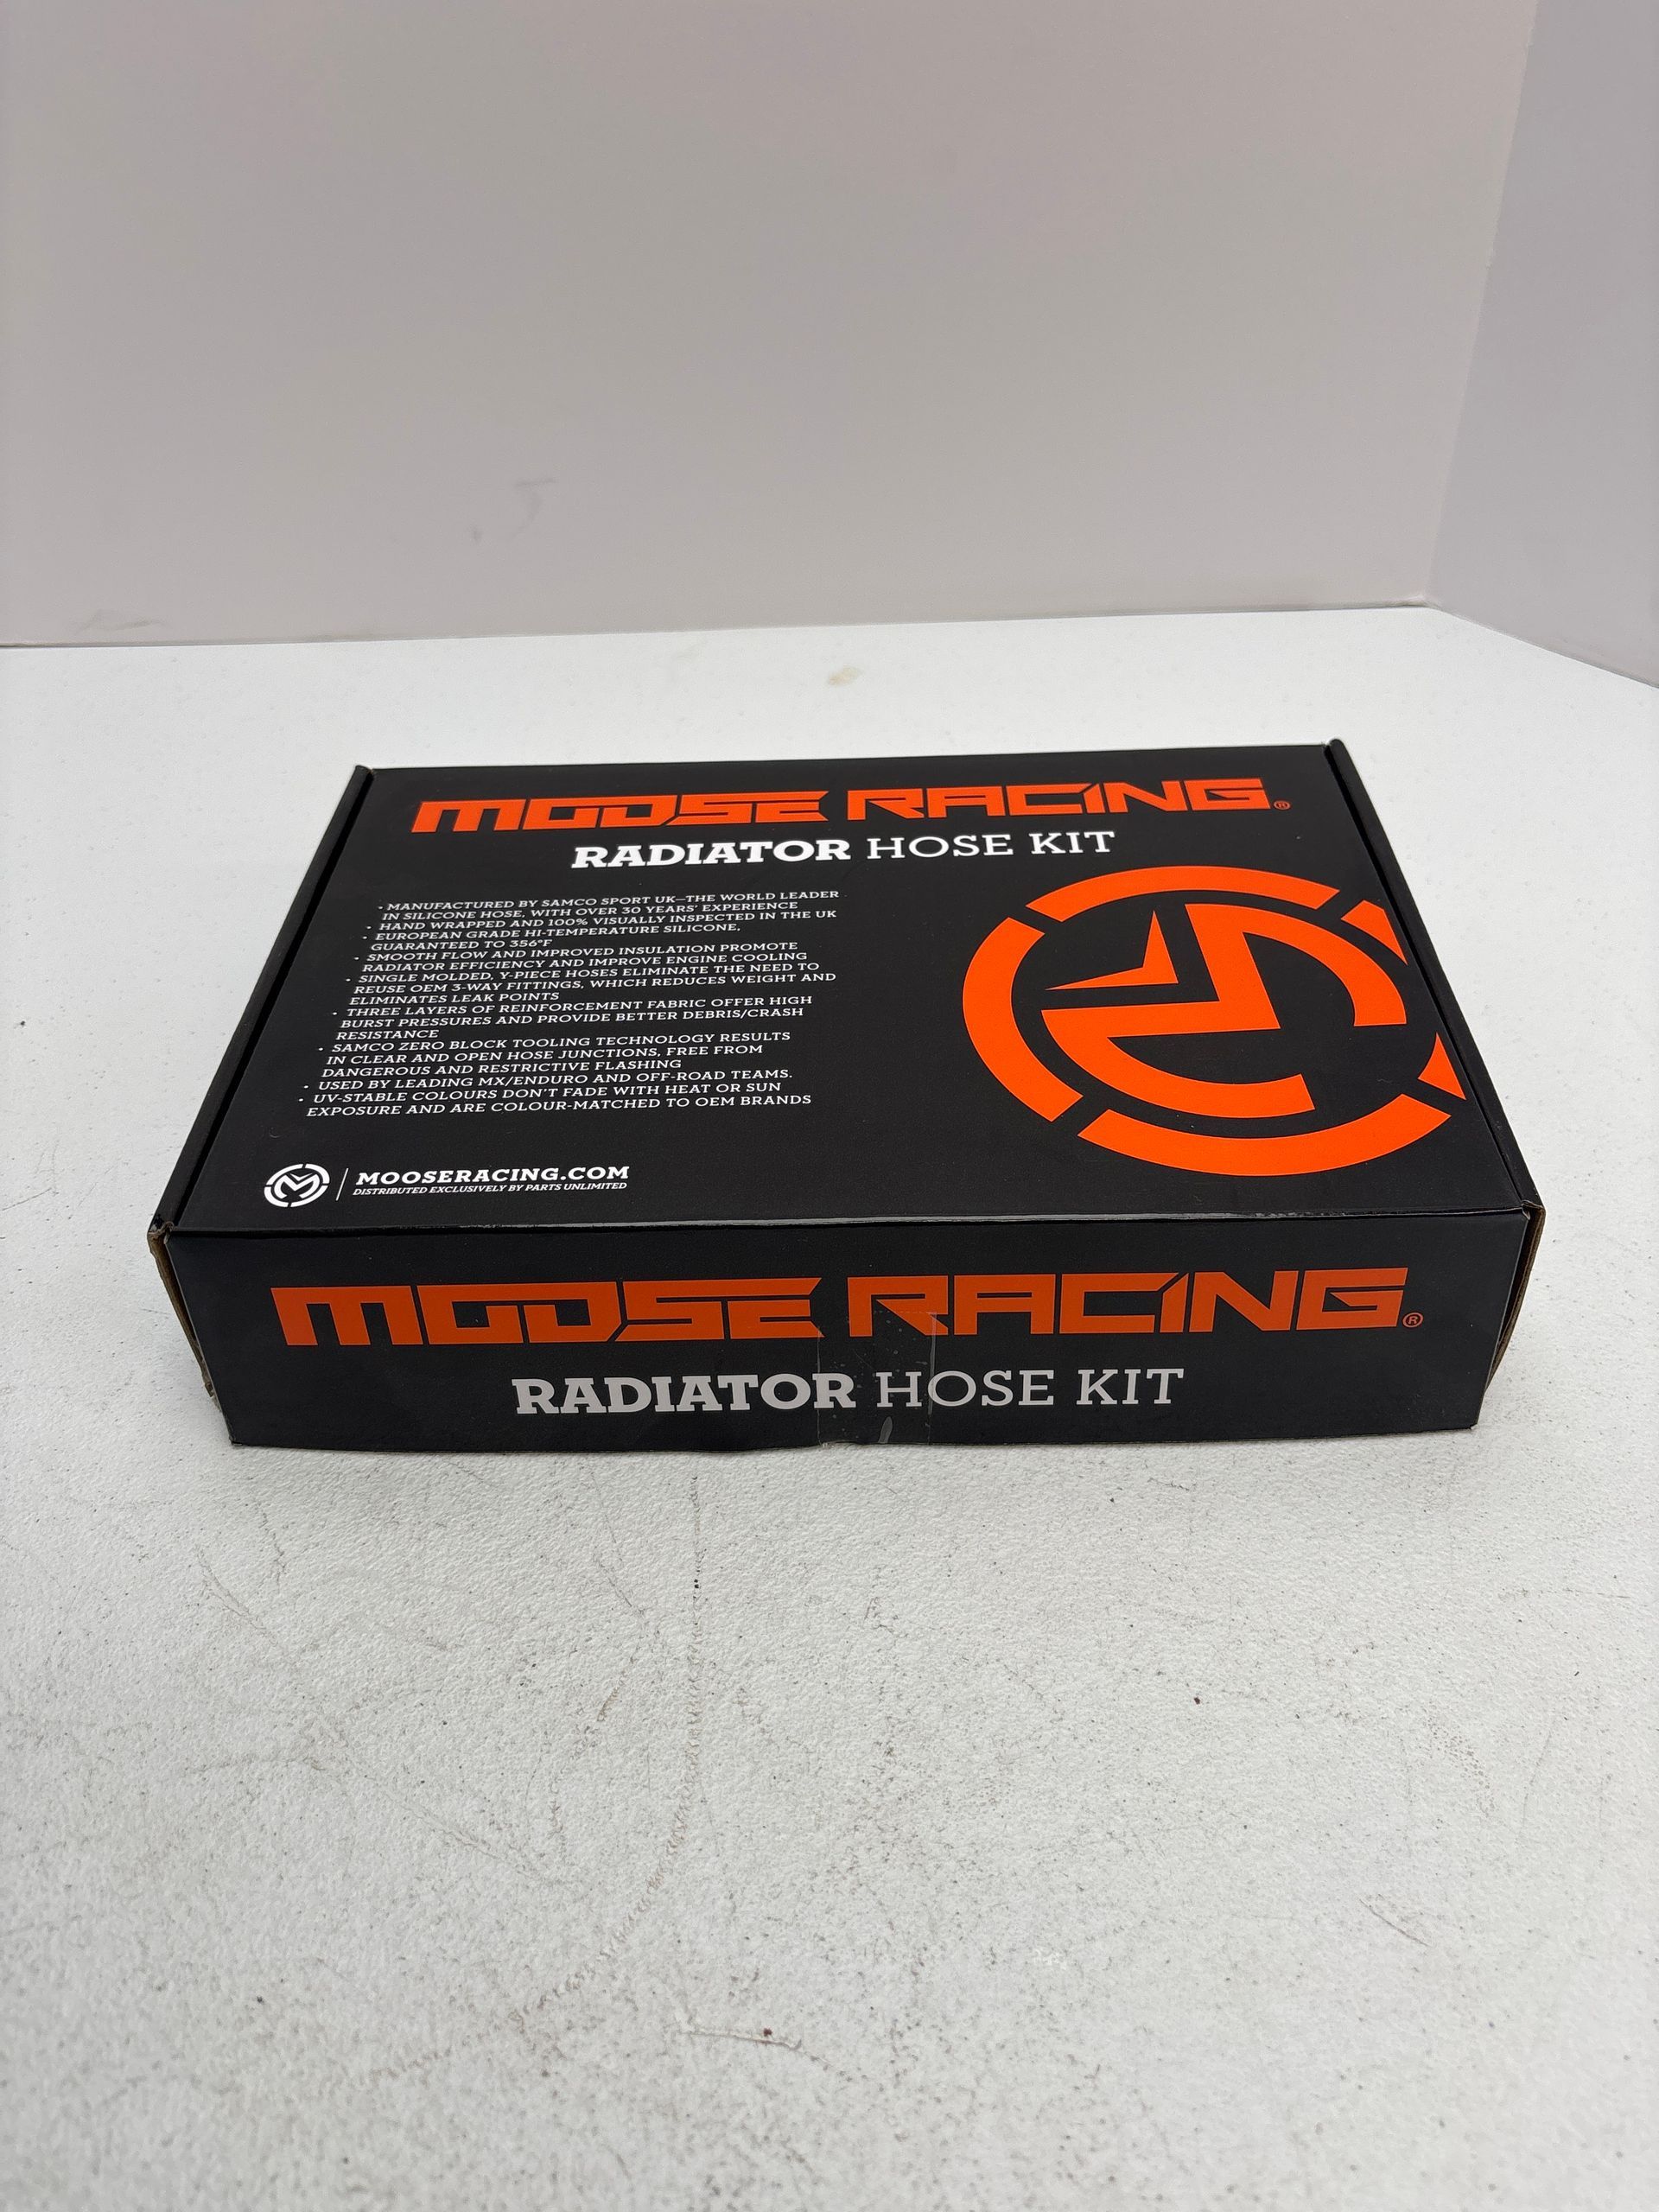 MOOSE RACING®
RADIATOR HOSE KIT
• MANUFACTURED BY SAMCO SPORT UK—THE WORLD LEADER
IN SILICONE HOSE, WITH OVER 30 YEARS' EXPERIENCE
• HAND WRAPPED AND 100% VISUALLY INSPECTED IN THE UK
• EUROPEAN GRADE HI-TEMPERATURE SILICONE,
GUARANTEED TO 356°F
• SMOOTH FLOW AND IMPROVED INSULATION PROMOTE
RADIATOR EFFICIENCY AND IMPROVE ENGINE COOLING
• SINGLE MOLDED, Y-PIECE HOSES ELIMINATE THE NEED TO
REUSE OEM 3-WAY FITTINGS, WHICH REDUCES WEIGHT AND
ELIMINATES LEAK POINTS
• THREE LAYERS OF REINFORCEMENT FABRIC OFFER HIGH
BURST PRESSURES AND PROVIDE BETTER DEBRIS/CRASH
RESISTANCE
• SAMCO ZERO BLOCK TOOLING TECHNOLOGY RESULTS
IN CLEAR AND OPEN HOSE JUNCTIONS, FREE FROM
DANGEROUS AND RESTRICTIVE FLASHING
• USED BY LEADING MX/ENDURO AND OFF-ROAD TEAMS.
• UV-STABLE COLOURS DON'T FADE WITH HEAT OR SUN
EXPOSURE AND ARE COLOUR-MATCHED TO OEM BRANDS
MOOSERACING.COM
DISTRIBUTED EXCLUSIVELY BY PARTS UNLIMITED
MOOSE RACING®
RADIATOR HOSE KIT